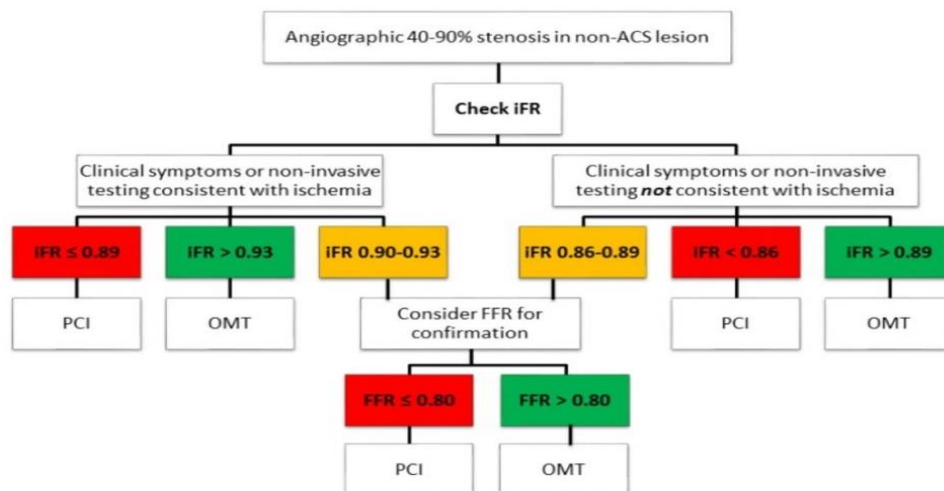 Angiographic 40-90% stenosis in non-ACS lesion
Check iFR
Clinical symptoms or non-invasive
testing consistent with ischemia
Clinical symptoms or non-invasive
testing not consistent with ischemia
iFR ≤ 0.89
iFR > 0.93
iFR 0.90-0.93
iFR 0.86-0.89
iFR < 0.86
iFR > 0.89
PCI
OMT
Consider FFR for
confirmation
PCI
OMT
FFR ≤ 0.80
FFR > 0.80
PCI
OMT